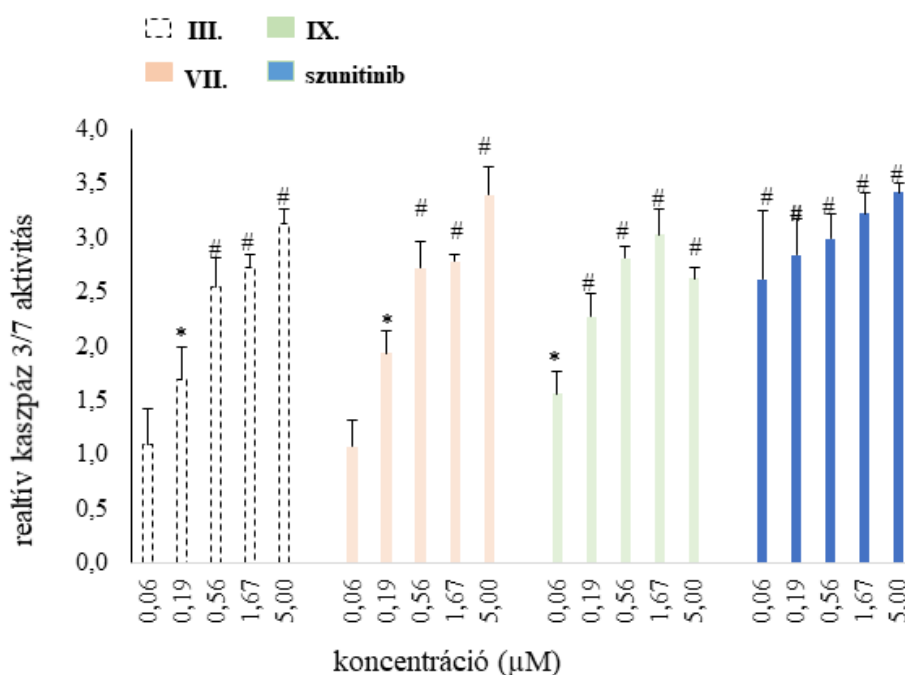 III. IX.
VII. szunitinib
realtív kaszpáz 3/7 aktivitás
4,0
3,5
3,0
2,5
2,0
1,5
1,0
0,5
0,0
* # # #
* # # #
* # # # #
# # # # #
0,06 0,19 0,56 1,67 5,00 0,06 0,19 0,56 1,67 5,00 0,06 0,19 0,56 1,67 5,00 0,06 0,19 0,56 1,67 5,00
koncentráció (µM)